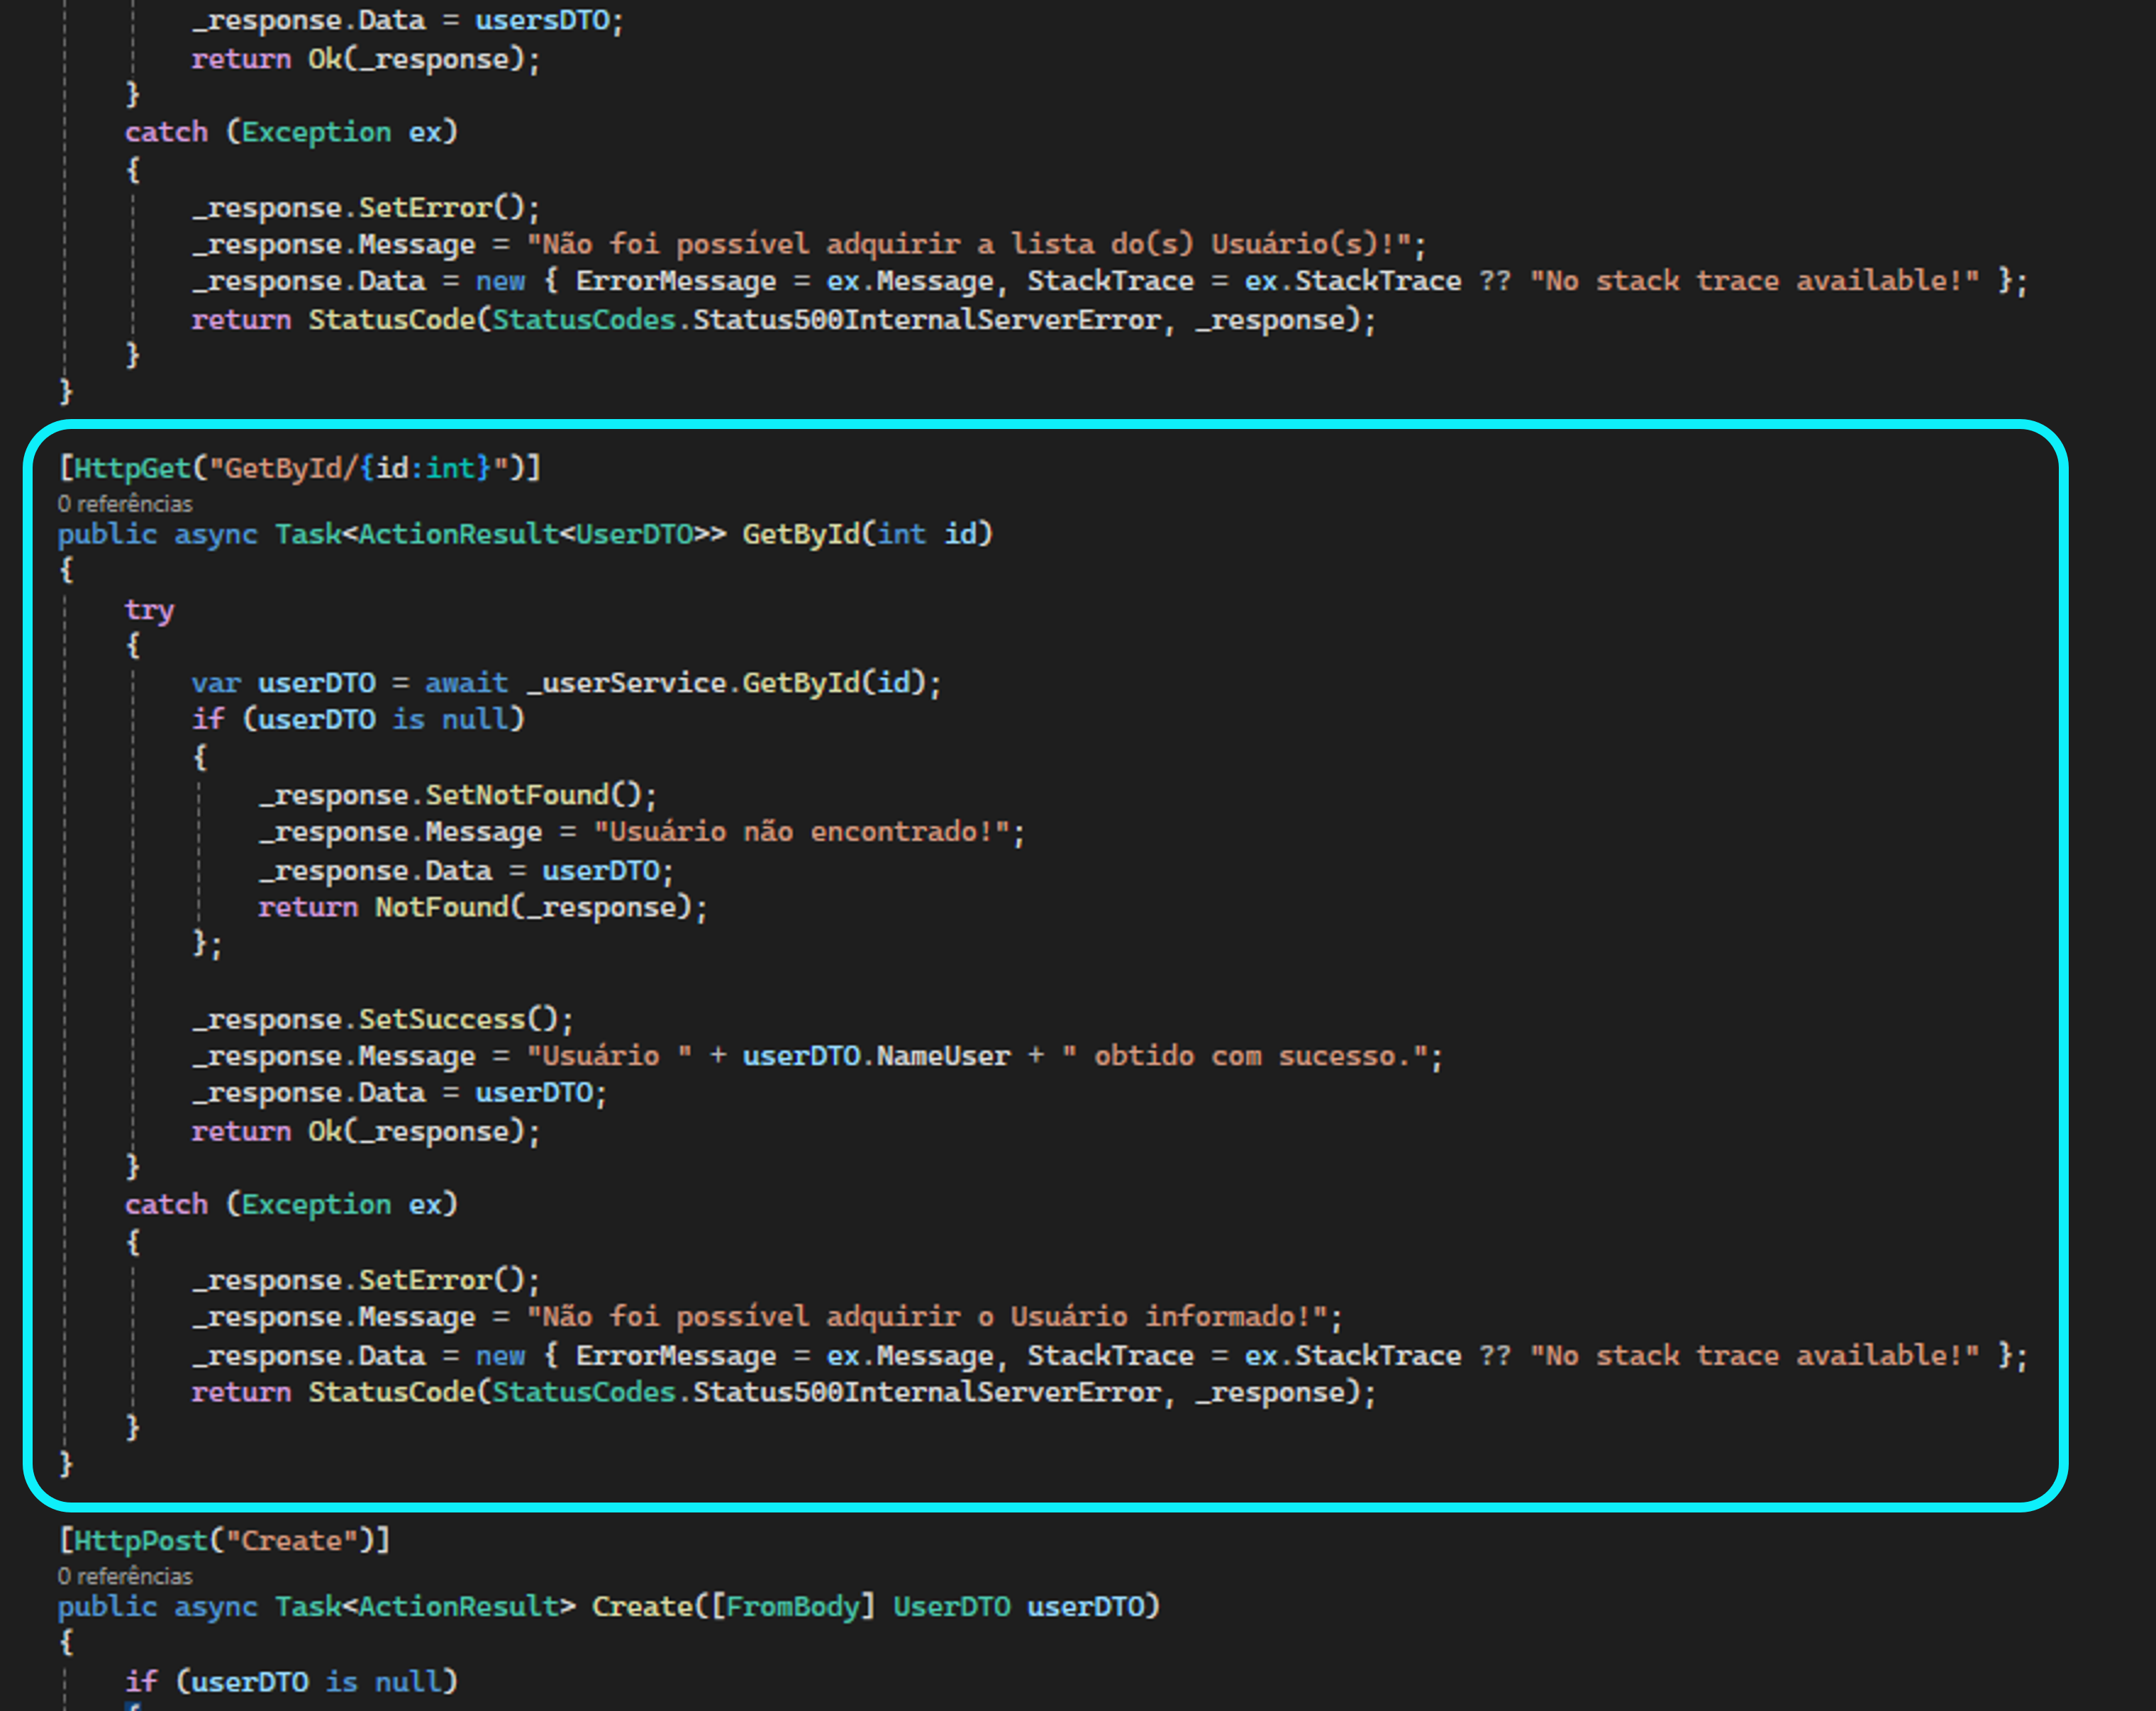 _response.Data = usersDTO;
return Ok(_response);
}
catch (Exception ex)
{
_response.SetError();
_response.Message = "Não foi possível adquirir a lista do(s) Usuário(s)!";
_response.Data = new { ErrorMessage = ex.Message, StackTrace = ex.StackTrace ?? "No stack trace available!" };
return StatusCode(StatusCodes.Status500InternalServerError, _response);
}
}
[HttpGet("GetById/{id:int}")]
0 referências
public async Task<ActionResult<UserDTO>> GetById(int id)
{
try
{
var userDTO = await _userService.GetById(id);
if (userDTO is null)
{
_response.SetNotFound();
_response.Message = "Usuário não encontrado!";
_response.Data = userDTO;
return NotFound(_response);
};
_response.SetSuccess();
_response.Message = "Usuário " + userDTO.NameUser + " obtido com sucesso.";
_response.Data = userDTO;
return Ok(_response);
}
catch (Exception ex)
{
_response.SetError();
_response.Message = "Não foi possível adquirir o Usuário informado!";
_response.Data = new { ErrorMessage = ex.Message, StackTrace = ex.StackTrace ?? "No stack trace available!" };
return StatusCode(StatusCodes.Status500InternalServerError, _response);
}
}
[HttpPost("Create")]
0 referências
public async Task<ActionResult> Create([FromBody] UserDTO userDTO)
{
if (userDTO is null)
{